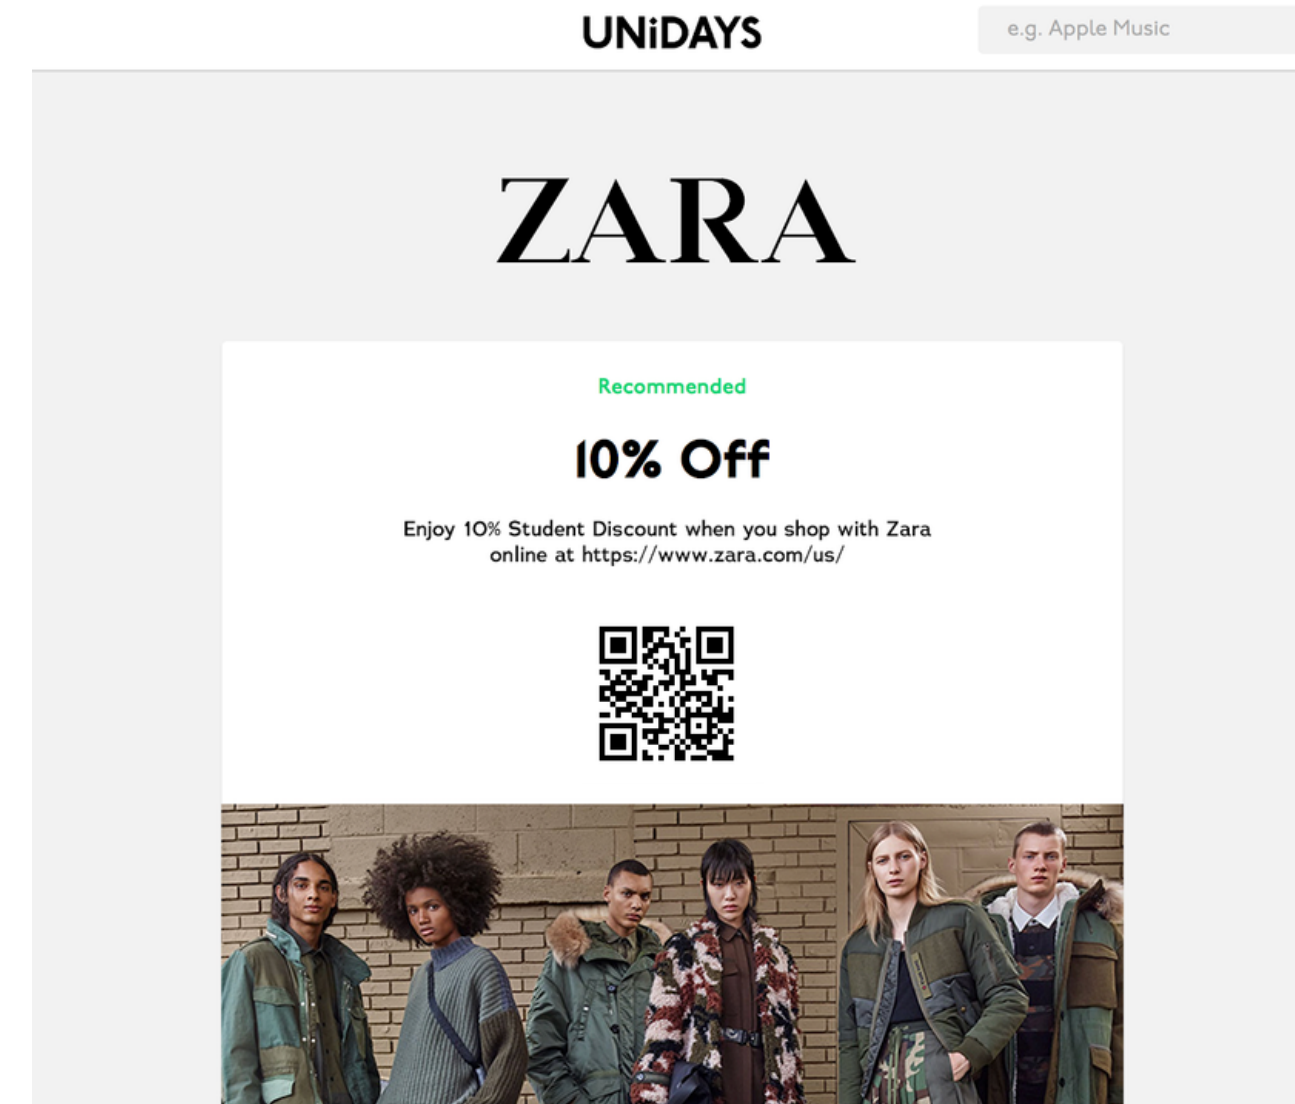 UNiDAYS
e.g. Apple Music
ZARA
Recommended
10% Off
Enjoy 10% Student Discount when you shop with Zara
online at https://www.zara.com/us/